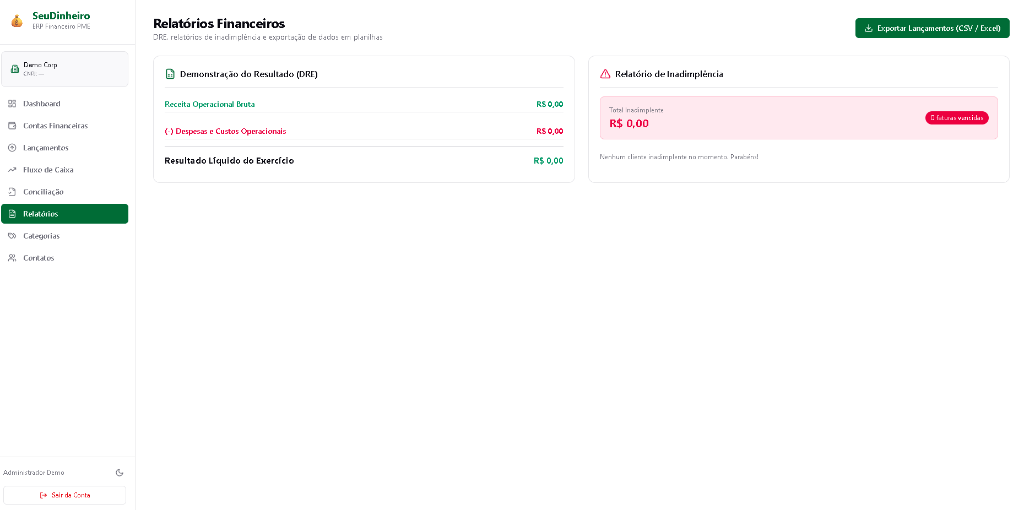 SeuDinheiro
ERP Financeiro PME
Demo Corp
CNPJ: —
Dashboard
Contas Financeiras
Lançamentos
Fluxo de Caixa
Conciliação
Relatórios
Categorias
Contatos
Administrador Demo
Sair da Conta
Relatórios Financeiros
DRE, relatórios de inadimplência e exportação de dados em planilhas
Exportar Lançamentos (CSV / Excel)
Demonstração do Resultado (DRE)
Receita Operacional Bruta R$ 0,00
(-) Despesas e Custos Operacionais R$ 0,00
Resultado Líquido do Exercício R$ 0,00
Relatório de Inadimplência
Total Inadimplente
R$ 0,00
0 faturas vencidas
Nenhum cliente inadimplente no momento. Parabéns!